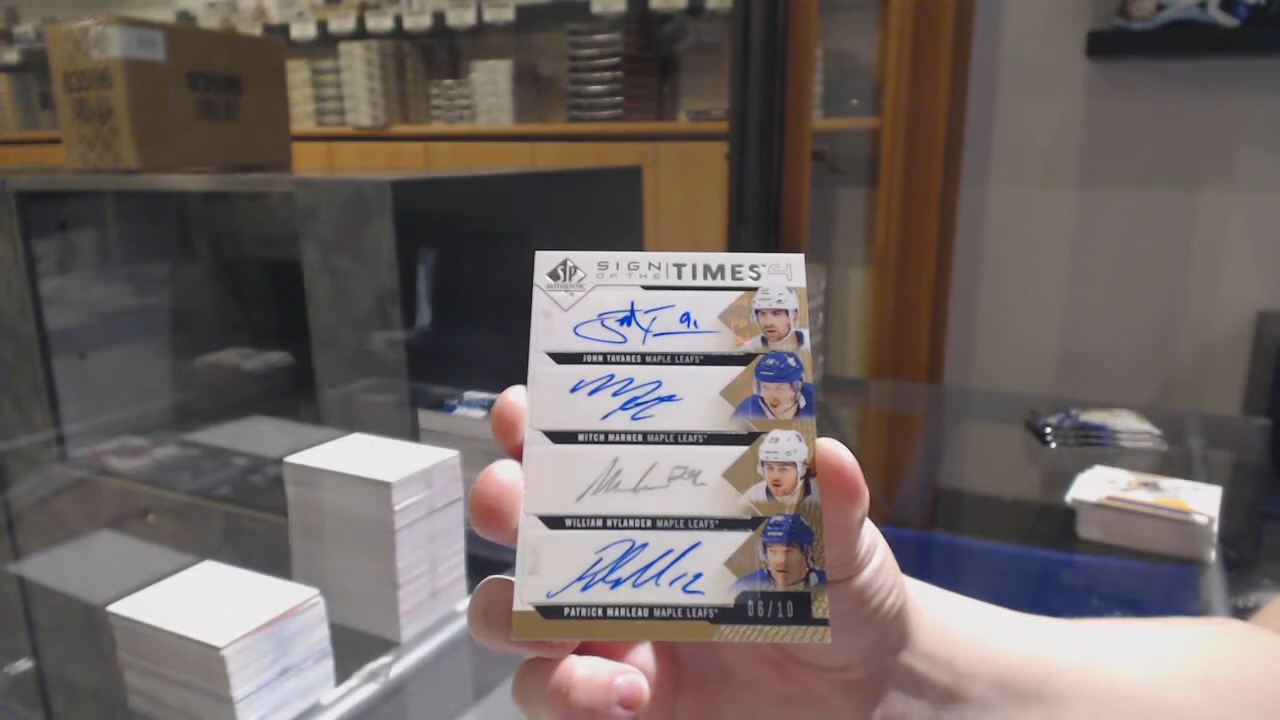 SP
AUTHENTIC
SIGN OF THE TIMES 4
JOHN TAVARES MAPLE LEAFS
MITCH MARNER MAPLE LEAFS
WILLIAM NYLANDER MAPLE LEAFS
PATRICK MARLEAU MAPLE LEAFS
06/10